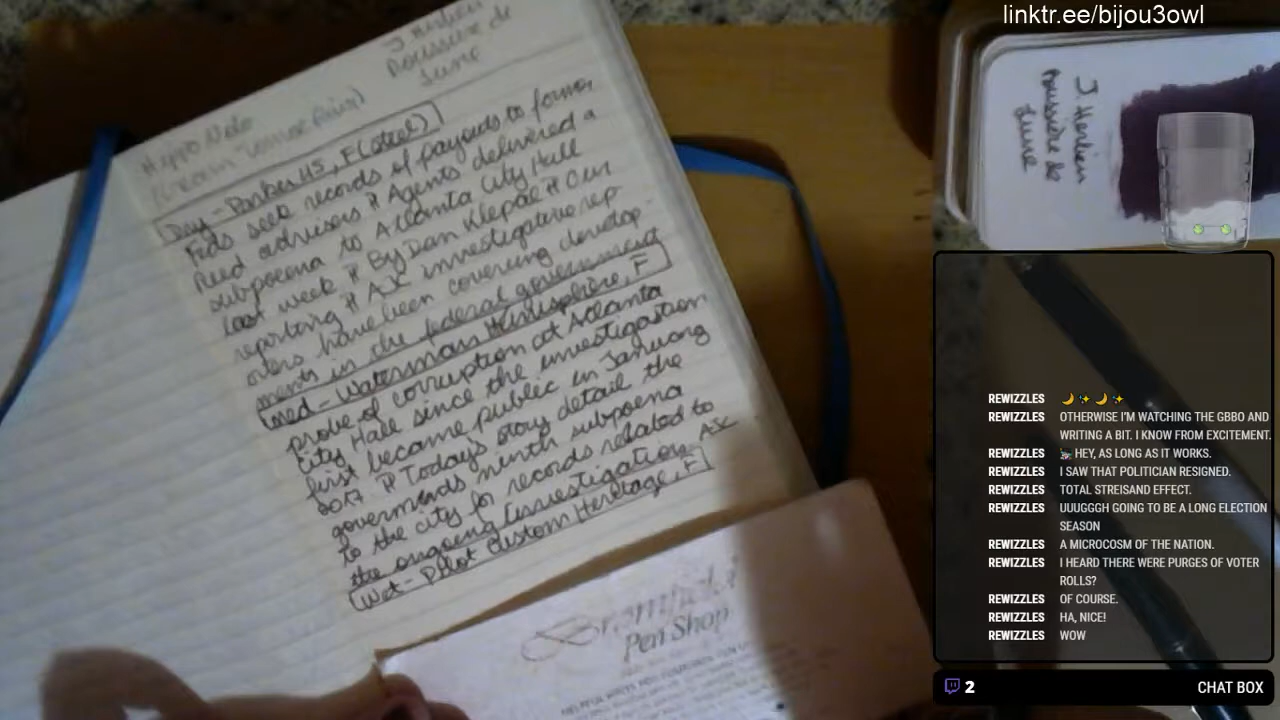 linktr.ee/bijou3owl
J Herbin
Poussière de
Lune
Hippo Noto
(Cream Tomoe River)
Day - Parker 45, F (steel)
Feds seek records of payouts to former
Reed advisers // Agents delivered a
subpoena to Atlanta City Hall
last week // By Dan Klepal // Our
reporting // AJC investigative rep
orters have been covering develop-
ments in the federal government
Med - Waterman Hemisphere, F
probe of corruption at Atlanta
City Hall since the investigation
first became public in January
2017 // Today's story detail the
governments ninth subpoena
to the city for records related to
the ongoing investigation. AJC
Wet - Pilot Custom Heritage, F
Bromfield
Pen Shop
J Herbin
Poussière de
Lune
REWIZZLES 🌙✨🌙✨
REWIZZLES OTHERWISE I'M WATCHING THE GBBO AND
WRITING A BIT. I KNOW FROM EXCITEMENT.
REWIZZLES HEY, AS LONG AS IT WORKS.
REWIZZLES I SAW THAT POLITICIAN RESIGNED.
REWIZZLES TOTAL STREISAND EFFECT.
REWIZZLES UUUGGGH GOING TO BE A LONG ELECTION
SEASON
REWIZZLES A MICROCOSM OF THE NATION.
REWIZZLES I HEARD THERE WERE PURGES OF VOTER
ROLLS?
REWIZZLES OF COURSE.
REWIZZLES HA, NICE!
REWIZZLES WOW
2 CHAT BOX